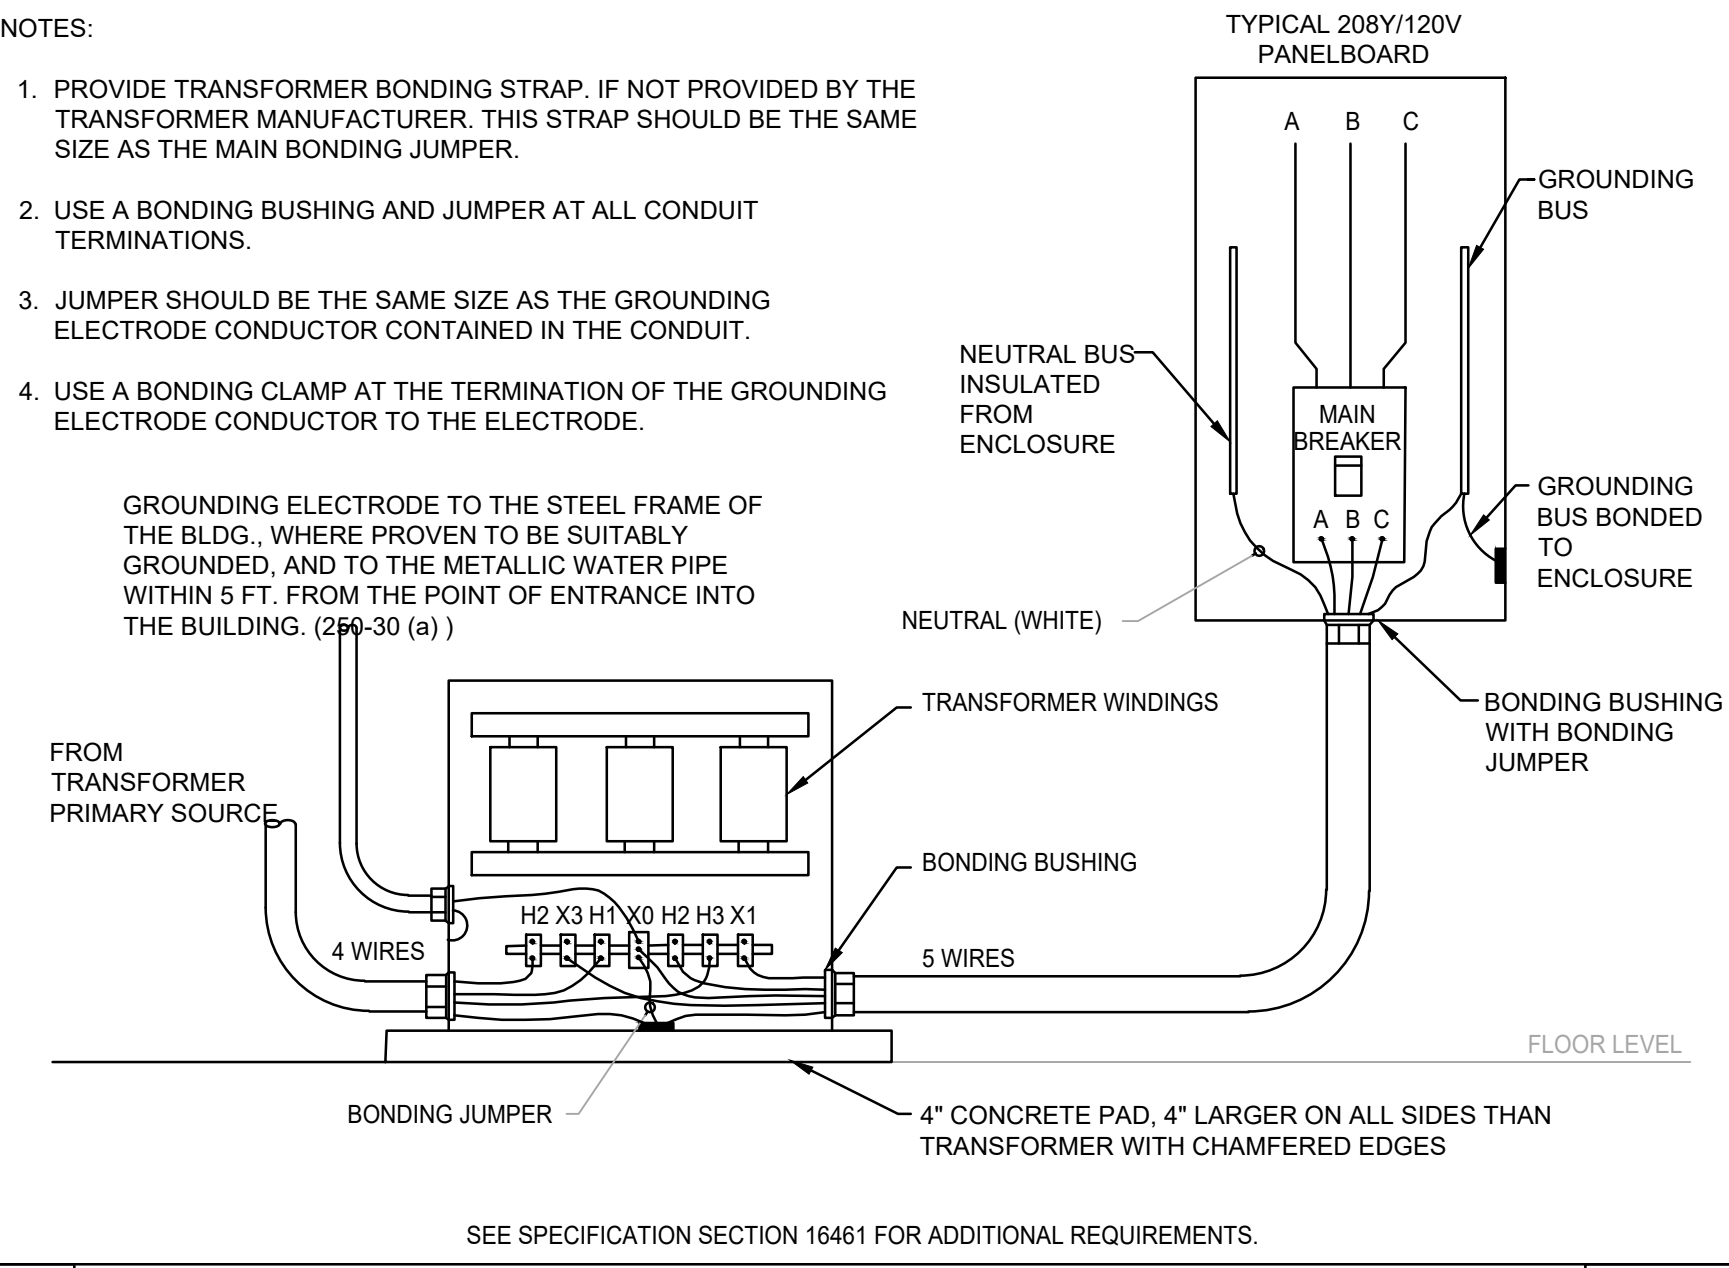 NOTES:
1. PROVIDE TRANSFORMER BONDING STRAP. IF NOT PROVIDED BY THE
TRANSFORMER MANUFACTURER. THIS STRAP SHOULD BE THE SAME
SIZE AS THE MAIN BONDING JUMPER.
2. USE A BONDING BUSHING AND JUMPER AT ALL CONDUIT
TERMINATIONS.
3. JUMPER SHOULD BE THE SAME SIZE AS THE GROUNDING
ELECTRODE CONDUCTOR CONTAINED IN THE CONDUIT.
4. USE A BONDING CLAMP AT THE TERMINATION OF THE GROUNDING
ELECTRODE CONDUCTOR TO THE ELECTRODE.
GROUNDING ELECTRODE TO THE STEEL FRAME OF
THE BLDG., WHERE PROVEN TO BE SUITABLY
GROUNDED, AND TO THE METALLIC WATER PIPE
WITHIN 5 FT. FROM THE POINT OF ENTRANCE INTO
THE BUILDING. (250-30 (a) )
TYPICAL 208Y/120V
PANELBOARD
A B C
GROUNDING
BUS
NEUTRAL BUS
INSULATED
FROM
ENCLOSURE
MAIN
BREAKER
A B C
GROUNDING
BUS BONDED
TO
ENCLOSURE
NEUTRAL (WHITE)
BONDING BUSHING
WITH BONDING
JUMPER
TRANSFORMER WINDINGS
FROM
TRANSFORMER
PRIMARY SOURCE
BONDING BUSHING
H2 X3 H1 X0 H2 H3 X1
4 WIRES
5 WIRES
FLOOR LEVEL
BONDING JUMPER
4" CONCRETE PAD, 4" LARGER ON ALL SIDES THAN
TRANSFORMER WITH CHAMFERED EDGES
SEE SPECIFICATION SECTION 16461 FOR ADDITIONAL REQUIREMENTS.